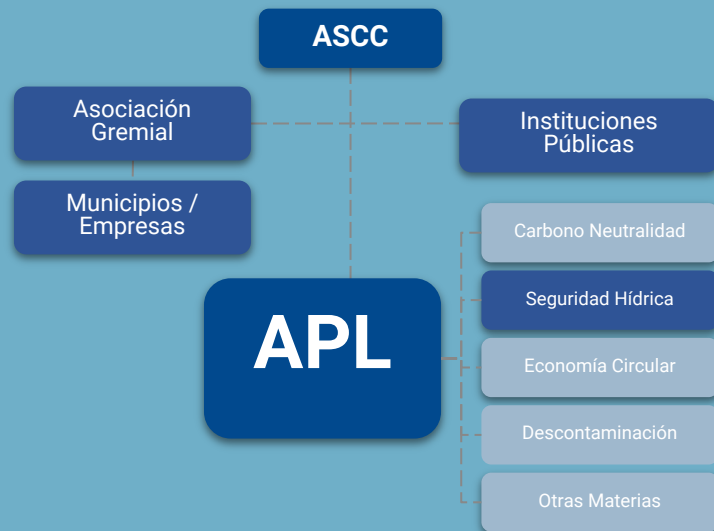 ASCC
Asociación
Gremial
Instituciones
Públicas
Municipios /
Empresas
APL
Carbono Neutralidad
Seguridad Hídrica
Economía Circular
Descontaminación
Otras Materias